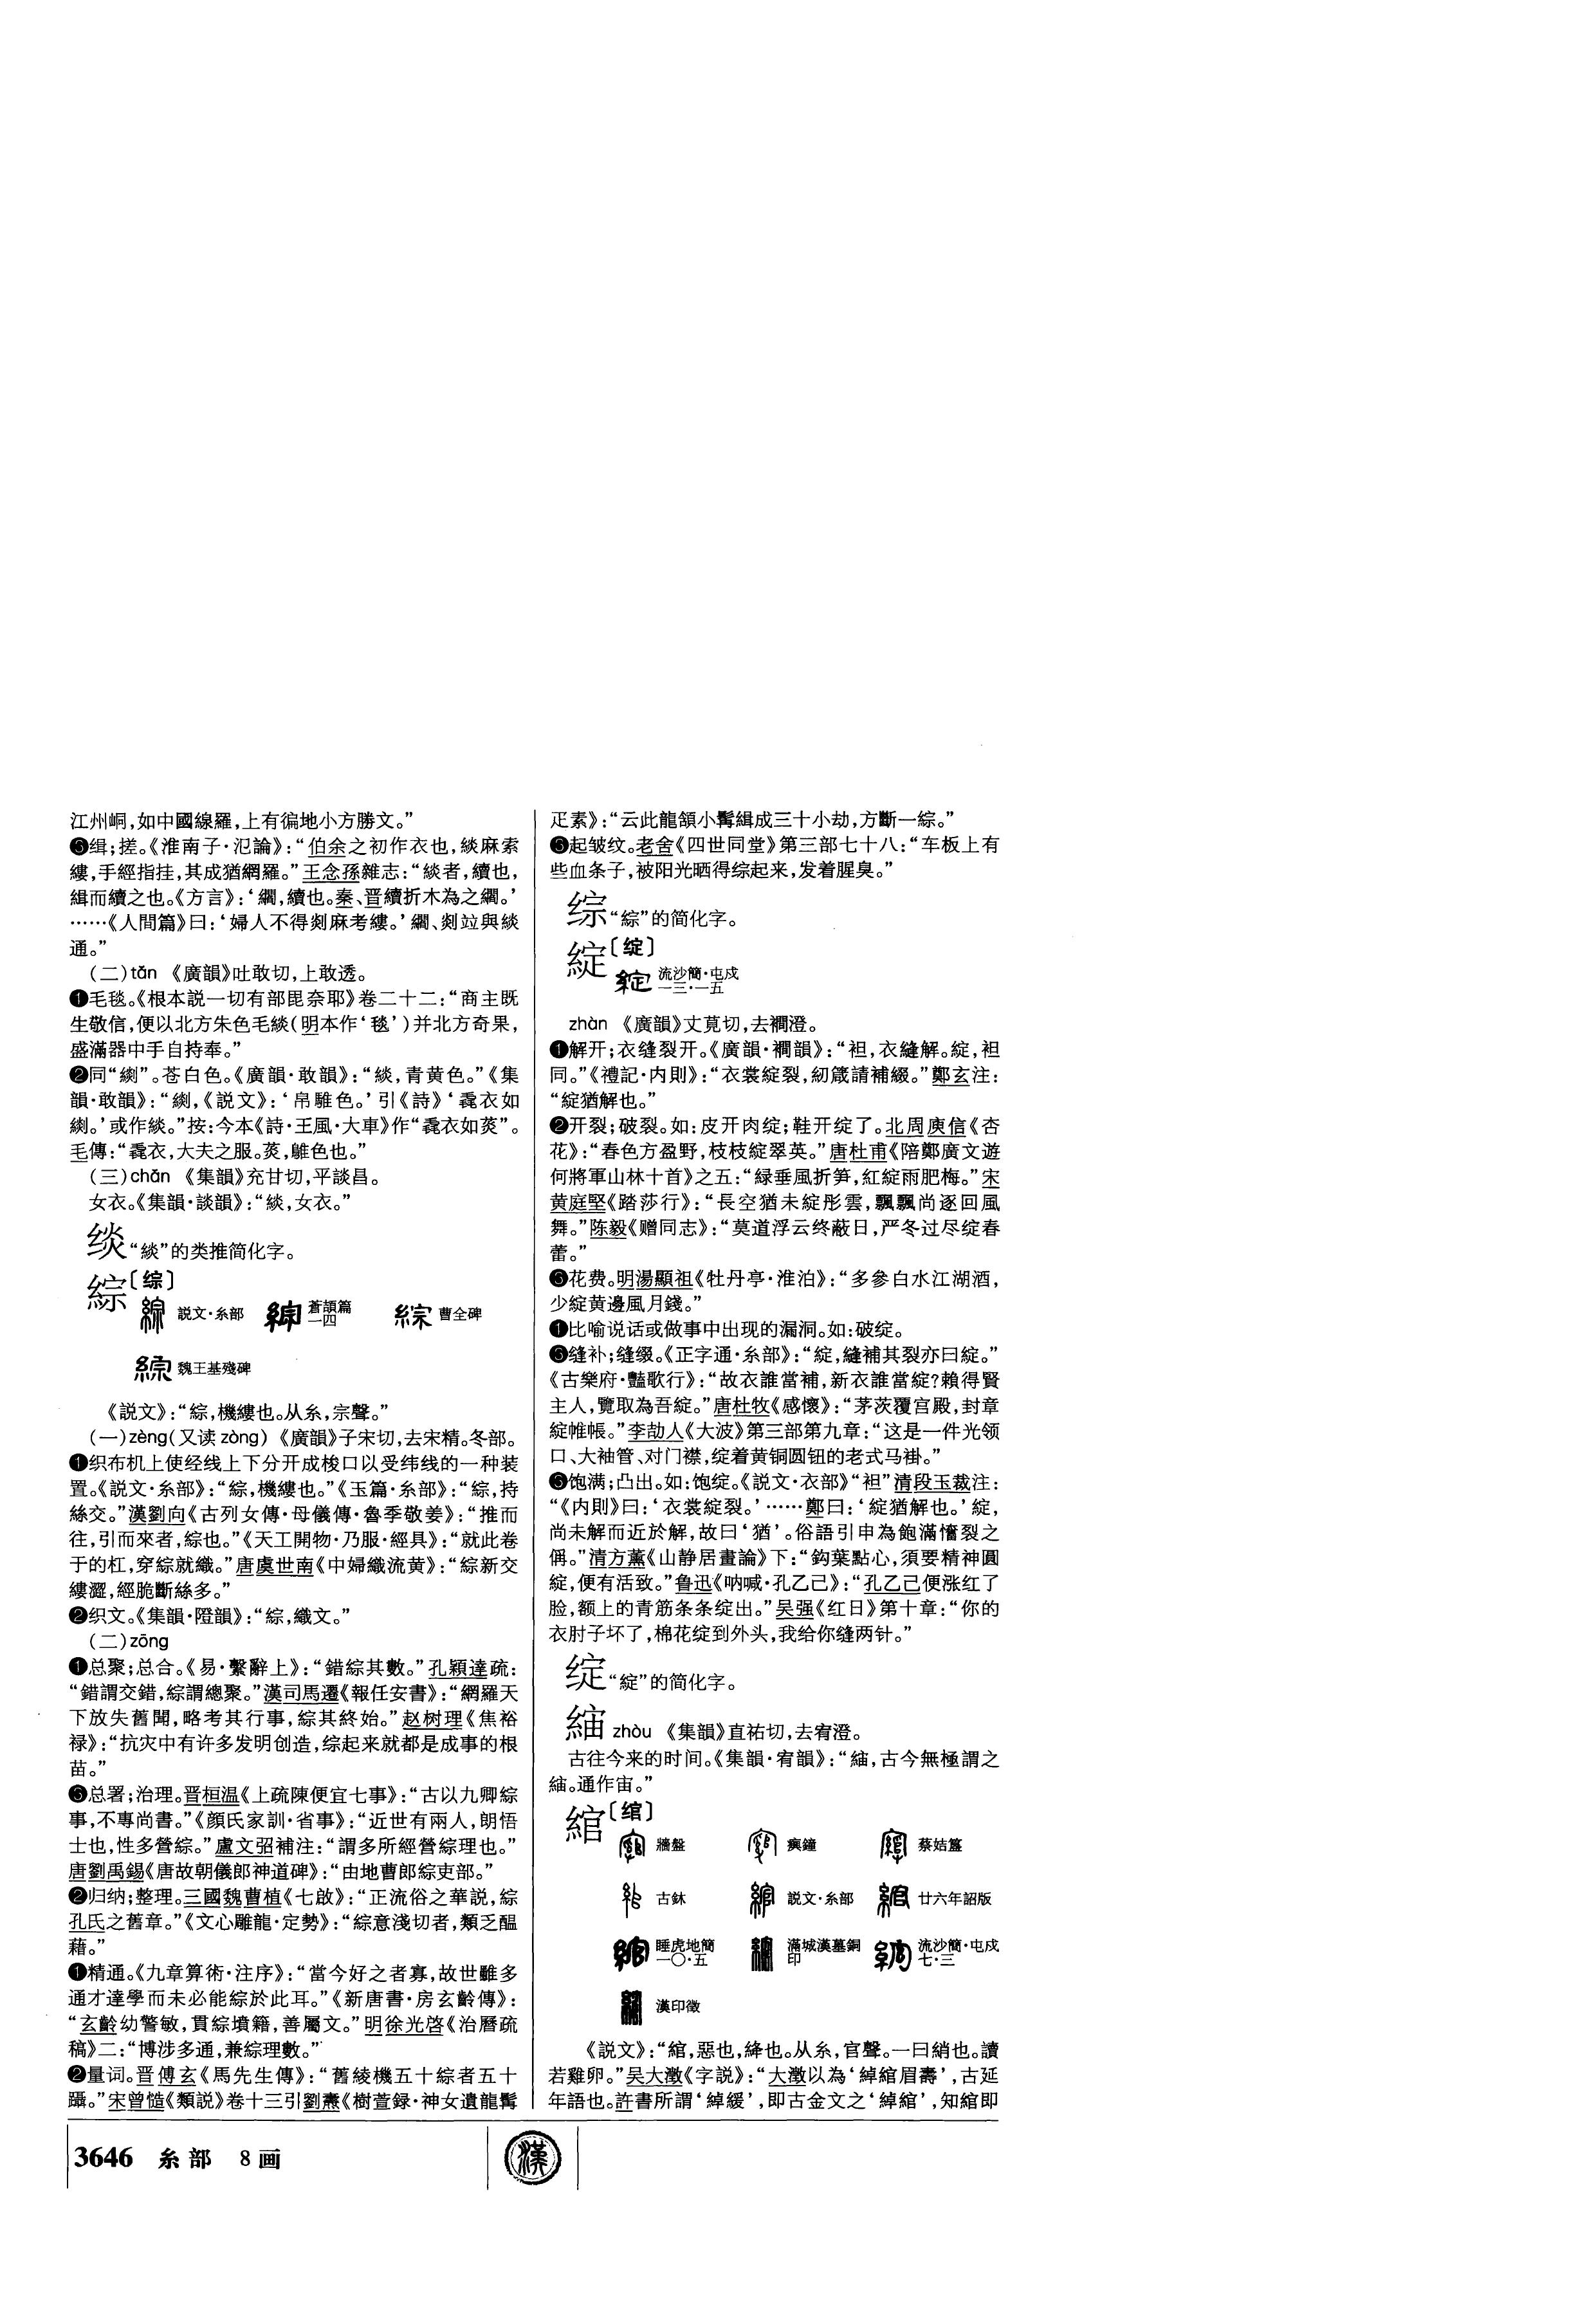 江州峒，如中國線羅，上有徧地小方勝文。”
❸缉；搓。《淮南子·氾論》：“伯余之初作衣也，緂麻索
縷，手經指挂，其成猶網羅。”王念孫雜志：“緂者，續也，
緝而續之也。《方言》：‘繝，續也。秦、晋續折木為之繝。’
……《人間篇》曰：‘婦人不得剡麻考縷。’繝、剡竝與緂
通。”
（二）tǎn 《廣韻》吐敢切，上敢透。
❶毛毯。《根本説一切有部毘奈耶》卷二十二：“商主既
生敬信，便以北方朱色毛緂（明本作‘毯’）并北方奇果，
盛滿器中手自持奉。”
❷同“緅”。苍白色。《廣韻·敢韻》：“緂，青黄色。”《集
韻·敢韻》：“《説文》：‘帛騅色。’引《詩》‘毳衣如
。’或作緂。”按：今本《詩·王風·大車》作“毳衣如菼”。
毛傳：“毳衣，大夫之服。菼，鵻色也。”
（三）chān 《集韻》充甘切，平談昌。
女衣。《集韻·談韻》：“緂，女衣。”
缂“緂”的类推简化字。
綜〔综〕
説文·糸部 蒼頡篇一四 曹全碑
魏王基殘碑
《説文》：“綜，機縷也。从糸，宗聲。”
（一）zèng（又读zòng）《廣韻》子宋切，去宋精。冬部。
❶织布机上使经线上下分开成梭口以受纬线的一种装
置。《説文·糸部》：“綜，機縷也。”《玉篇·糸部》：“綜，持
絲交。”漢劉向《古列女傳·母儀傳·魯季敬姜》：“推而
往，引而來者，綜也。”《天工開物·乃服·經具》：“就此卷
于的杠，穿綜就織。”唐虞世南《中婦織流黄》：“綜新交
縷澀，經脆斷絲多。”
❷织文。《集韻·隥韻》：“綜，織文。”
（二）zōng
❶总聚；总合。《易·繫辭上》：“錯綜其數。”孔穎達疏：
“錯謂交錯，綜謂總聚。”漢司馬遷《報任安書》：“網羅天
下放失舊聞，略考其行事，綜其終始。”赵树理《焦裕
禄》：“抗灾中有许多发明创造，综起来就都是成事的根
苗。”
❸总署；治理。晋桓温《上疏陳便宜七事》：“古以九卿綜
事，不專尚書。”《顔氏家訓·省事》：“近世有兩人，朗悟
士也，性多營綜。”盧文弨補注：“謂多所經營綜理也。”
唐劉禹錫《唐故朝儀郎神道碑》：“由地曹郎綜吏部。”
❷归纳；整理。三國魏曹植《七啟》：“正流俗之華説，綜
孔氏之舊章。”《文心雕龍·定勢》：“綜意淺切者，類乏醖
藉。”
❶精通。《九章算術·注序》：“當今好之者寡，故世雖多
通才達學而未必能綜於此耳。”《新唐書·房玄齡傳》：
“玄齡幼警敏，貫綜墳籍，善屬文。”明徐光啓《治曆疏
稿》二：“博涉多通，兼綜理數。”
❷量词。晋傅玄《馬先生傳》：“舊綾機五十綜者五十
躡。”宋曾慥《類説》卷十三引劉燾《樹萱録·神女遺龍髯
疋素》：“云此龍頷小髯緝成三十小劫，方斷一綜。”
❸起皱纹。老舍《四世同堂》第三部七十八：“车板上有
些血条子，被阳光晒得综起来，发着腥臭。”
综“綜”的简化字。
綻〔绽〕
流沙簡·屯戍一三·一五
zhàn 《廣韻》丈莧切，去襉澄。
❶解开；衣缝裂开。《廣韻·襉韻》：“袒，衣縫解。綻，袒
同。”《禮記·内則》：“衣裳綻裂，紉箴請補綴。”鄭玄注：
“綻猶解也。”
❷开裂；破裂。如：皮开肉绽；鞋开绽了。北周庾信《杏
花》：“春色方盈野，枝枝綻翠英。”唐杜甫《陪鄭廣文遊
何將軍山林十首》之五：“緑垂風折笋，紅綻雨肥梅。”宋
黄庭堅《踏莎行》：“長空猶未綻彤雲，飄飄尚逐回風
舞。”陈毅《赠同志》：“莫道浮云终蔽日，严冬过尽绽春
蕾。”
❸花费。明湯顯祖《牡丹亭·淮泊》：“多參白水江湖酒，
少綻黄邊風月錢。”
❶比喻说话或做事中出现的漏洞。如：破绽。
❸缝补；缝缀。《正字通·糸部》：“綻，縫補其裂亦曰綻。”
《古樂府·豔歌行》：“故衣誰當補，新衣誰當綻？賴得賢
主人，覽取為吾綻。”唐杜牧《感懷》：“茅茨覆宫殿，封章
綻帷帳。”李劼人《大波》第三部第九章：“这是一件光领
口、大袖管、对门襟，绽着黄铜圆钮的老式马褂。”
❸饱满；凸出。如：饱绽。《説文·衣部》“袒”清段玉裁注：
“《内則》曰：‘衣裳綻裂。’……鄭曰：‘綻猶解也。’綻，
尚未解而近於解，故曰‘猶’。俗語引申為飽滿㦗裂之
偁。”清方薰《山静居畫論》下：“鈎葉點心，須要精神圓
綻，便有活致。”鲁迅《呐喊·孔乙己》：“孔乙己便涨红了
脸，额上的青筋条条绽出。”吴强《红日》第十章：“你的
衣肘子坏了，棉花绽到外头，我给你缝两针。”
绽“綻”的简化字。
紬 zhòu 《集韻》直祐切，去宥澄。
古往今来的时间。《集韻·宥韻》：“紬，古今無極謂之
紬。通作宙。”
綰〔绾〕
牆盤 𤼈鐘 蔡姞簋
古鉥 説文·糸部 廿六年詔版
睡虎地簡一〇·五 滿城漢墓銅印 流沙簡·屯戍七·三
漢印徵
《説文》：“綰，惡也，絳也。从糸，官聲。一曰綃也。讀
若雞卵。”吴大澂《字説》：“大澂以為‘綽綰眉壽’，古延
年語也。許書所謂‘綽緩’，即古金文之‘綽綰’，知綰即
3646 糸部 8画
漢